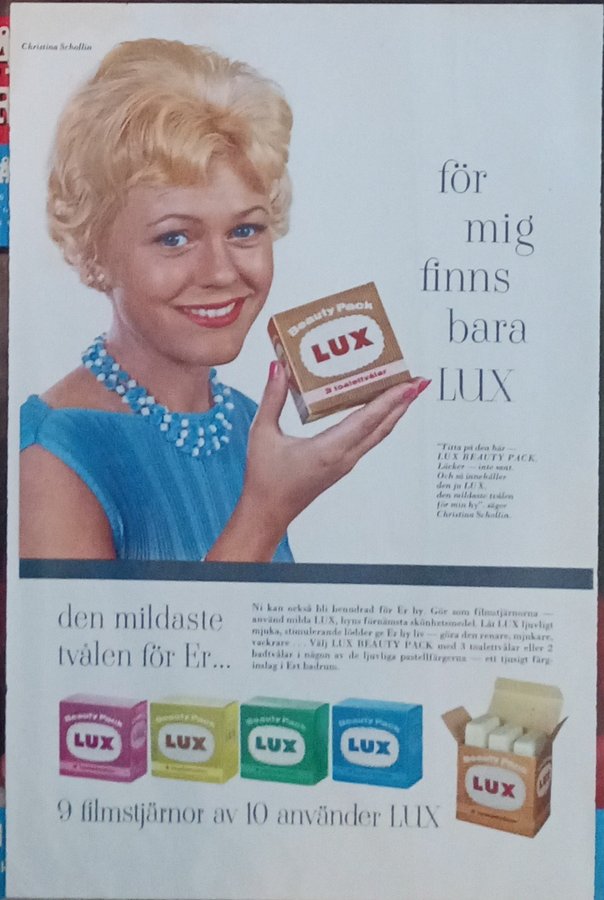 Christina Schollin
för
mig
finns
bara
LUX
Beauty Pack
LUX
3 toalettvålar
"Titta på den här —
LUX BEAUTY PACK.
Läcker — inte sant.
Och så innehåller
den ju LUX,
den mildaste tvålen
för min hy" säger
Christina Schollin.
den mildaste
tvålen för Er...
Ni kan också bli beundrad för Er hy. Gör som filmstjärnorna —
använd milda LUX, hyns förnämsta skönhetsmedel. Låt LUX ljuvligt
mjuka, stimulerande lödder ge Er hy liv — göra den renare, mjukare,
vackrare . . . Välj LUX BEAUTY PACK med 3 toalettvålar eller 2
badtvålar i någon av de ljuvliga pastellfärgerna — ett tjusigt färg-
inslag i Ert badrum.
Beauty Pack
LUX
Beauty Pack
LUX
Beauty Pack
LUX
Beauty Pack
LUX
Beauty Pack
LUX
9 filmstjärnor av 10 använder LUX